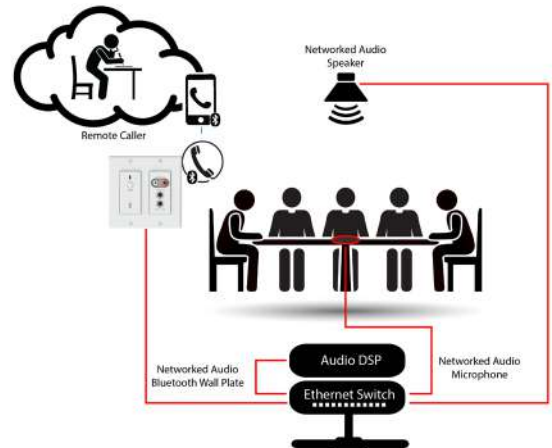 Networked Audio
Speaker
Remote Caller
Audio DSP
Networked Audio
Bluetooth Wall Plate
Ethernet Switch
Networked Audio
Microphone